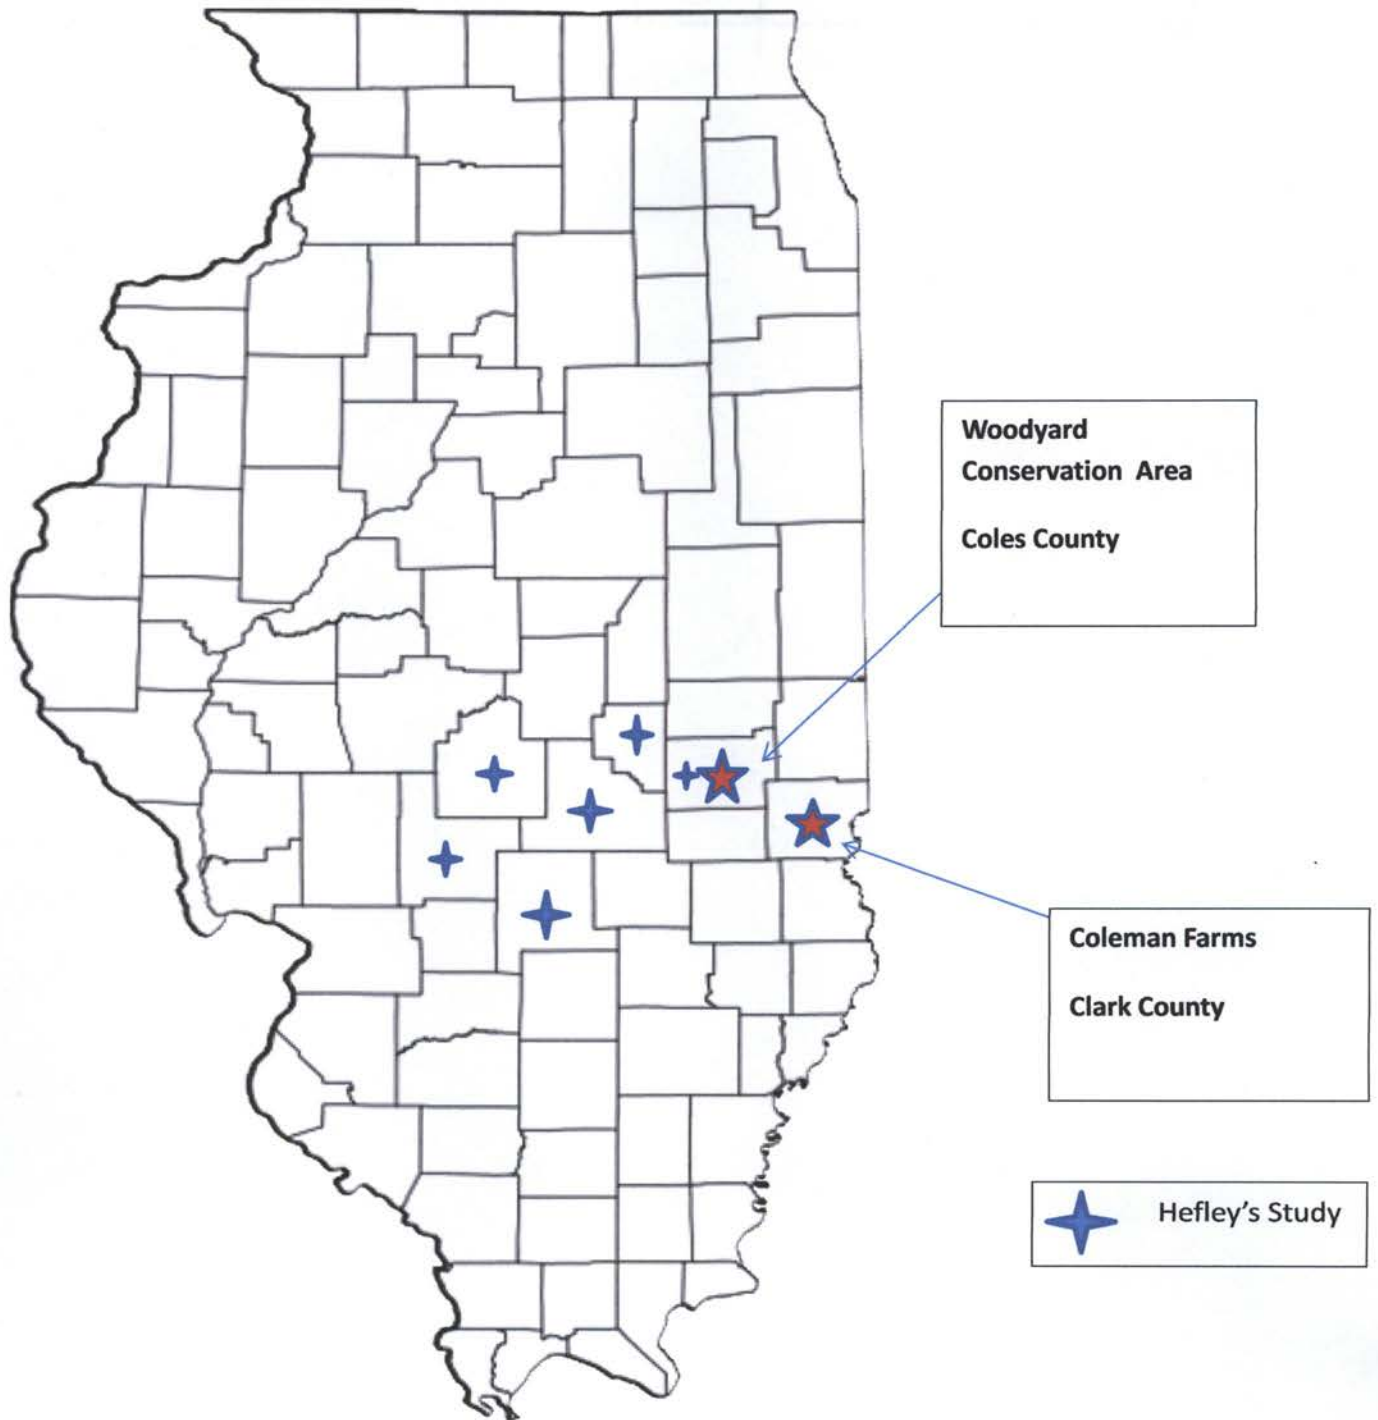 Woodyard
Conservation Area
Coles County
Coleman Farms
Clark County
Hefley's Study